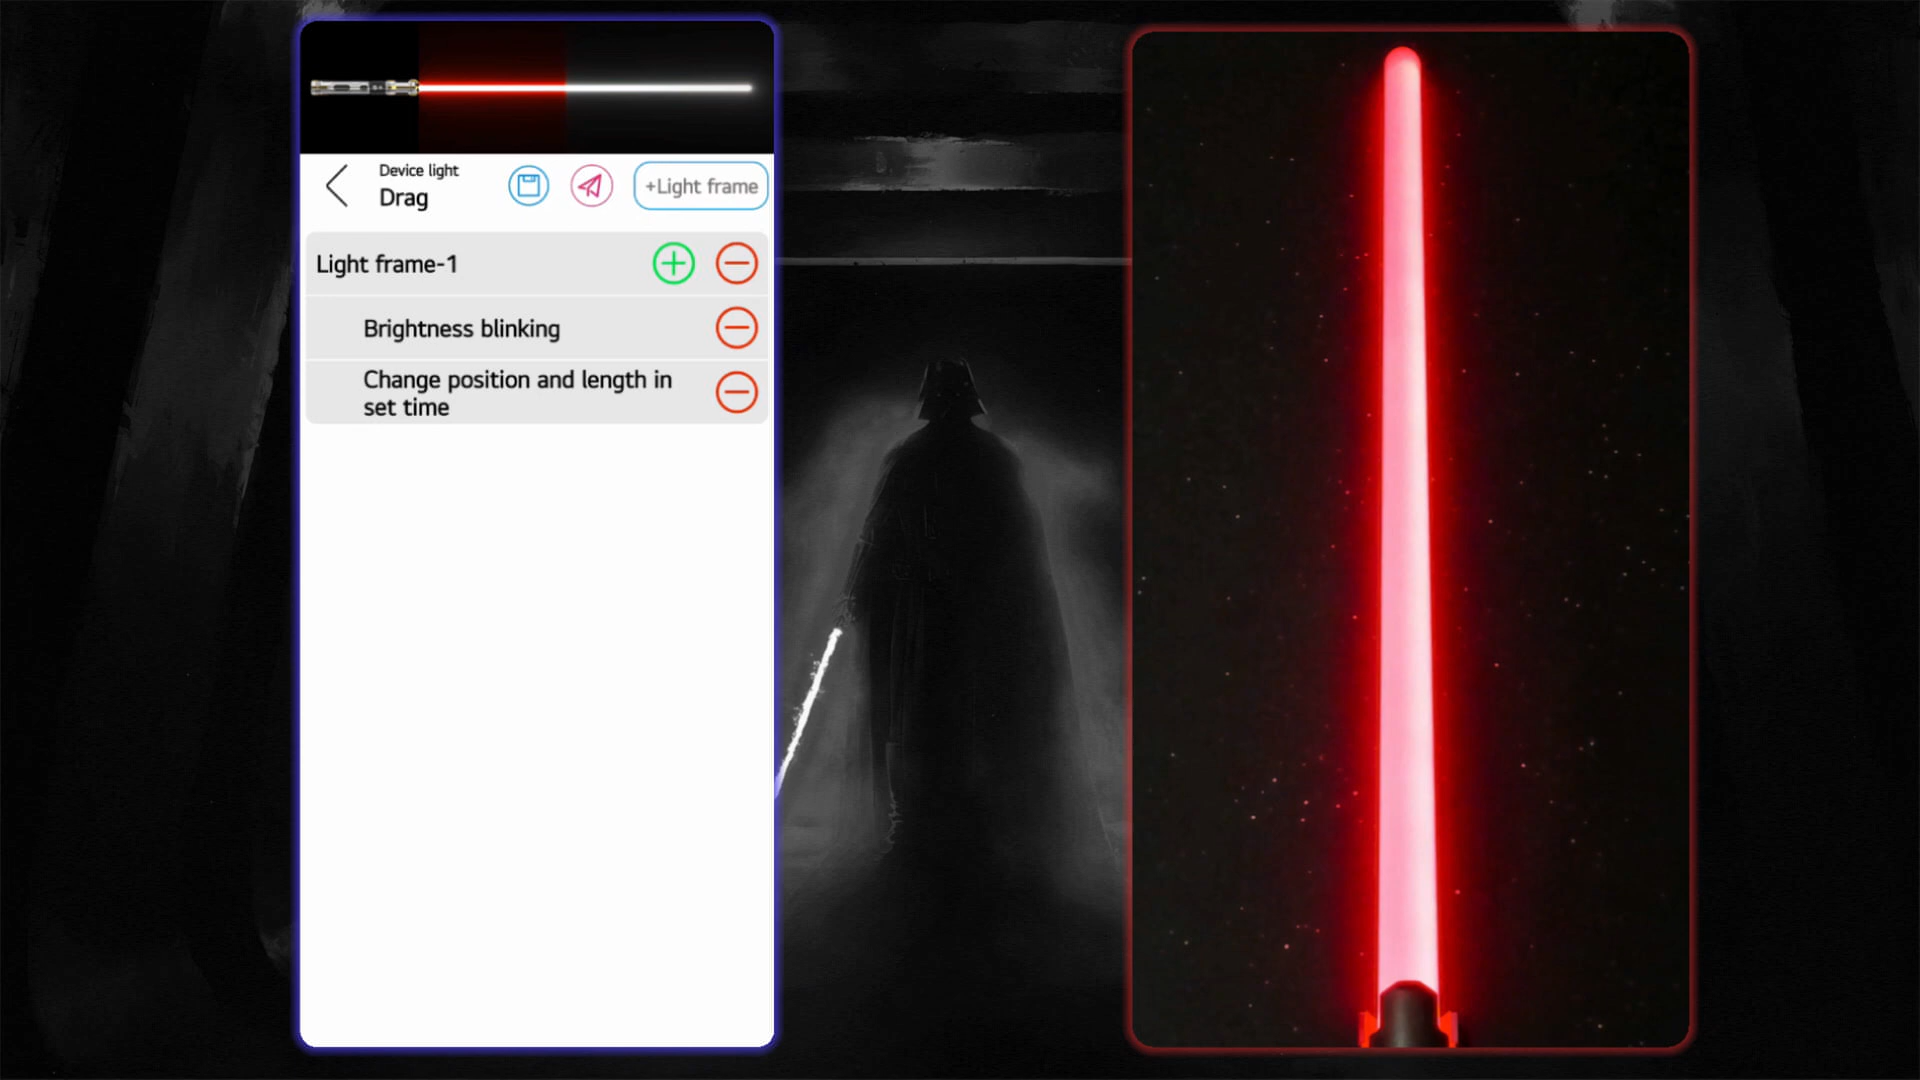 Device light
Drag
+Light frame
Light frame-1
Brightness blinking
Change position and length in
set time